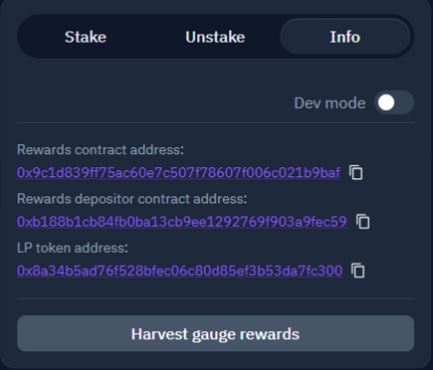 Stake Unstake Info
Dev mode
Rewards contract address:
0x9c1d839ff75ac60e7c507f78607f006c021b9baf
Rewards depositor contract address:
0xb188b1cb84fb0ba13cb9ee1292769f903a9fec59
LP token address:
0x8a34b5ad76f528bfec06c80d85ef3b53da7fc300
Harvest gauge rewards